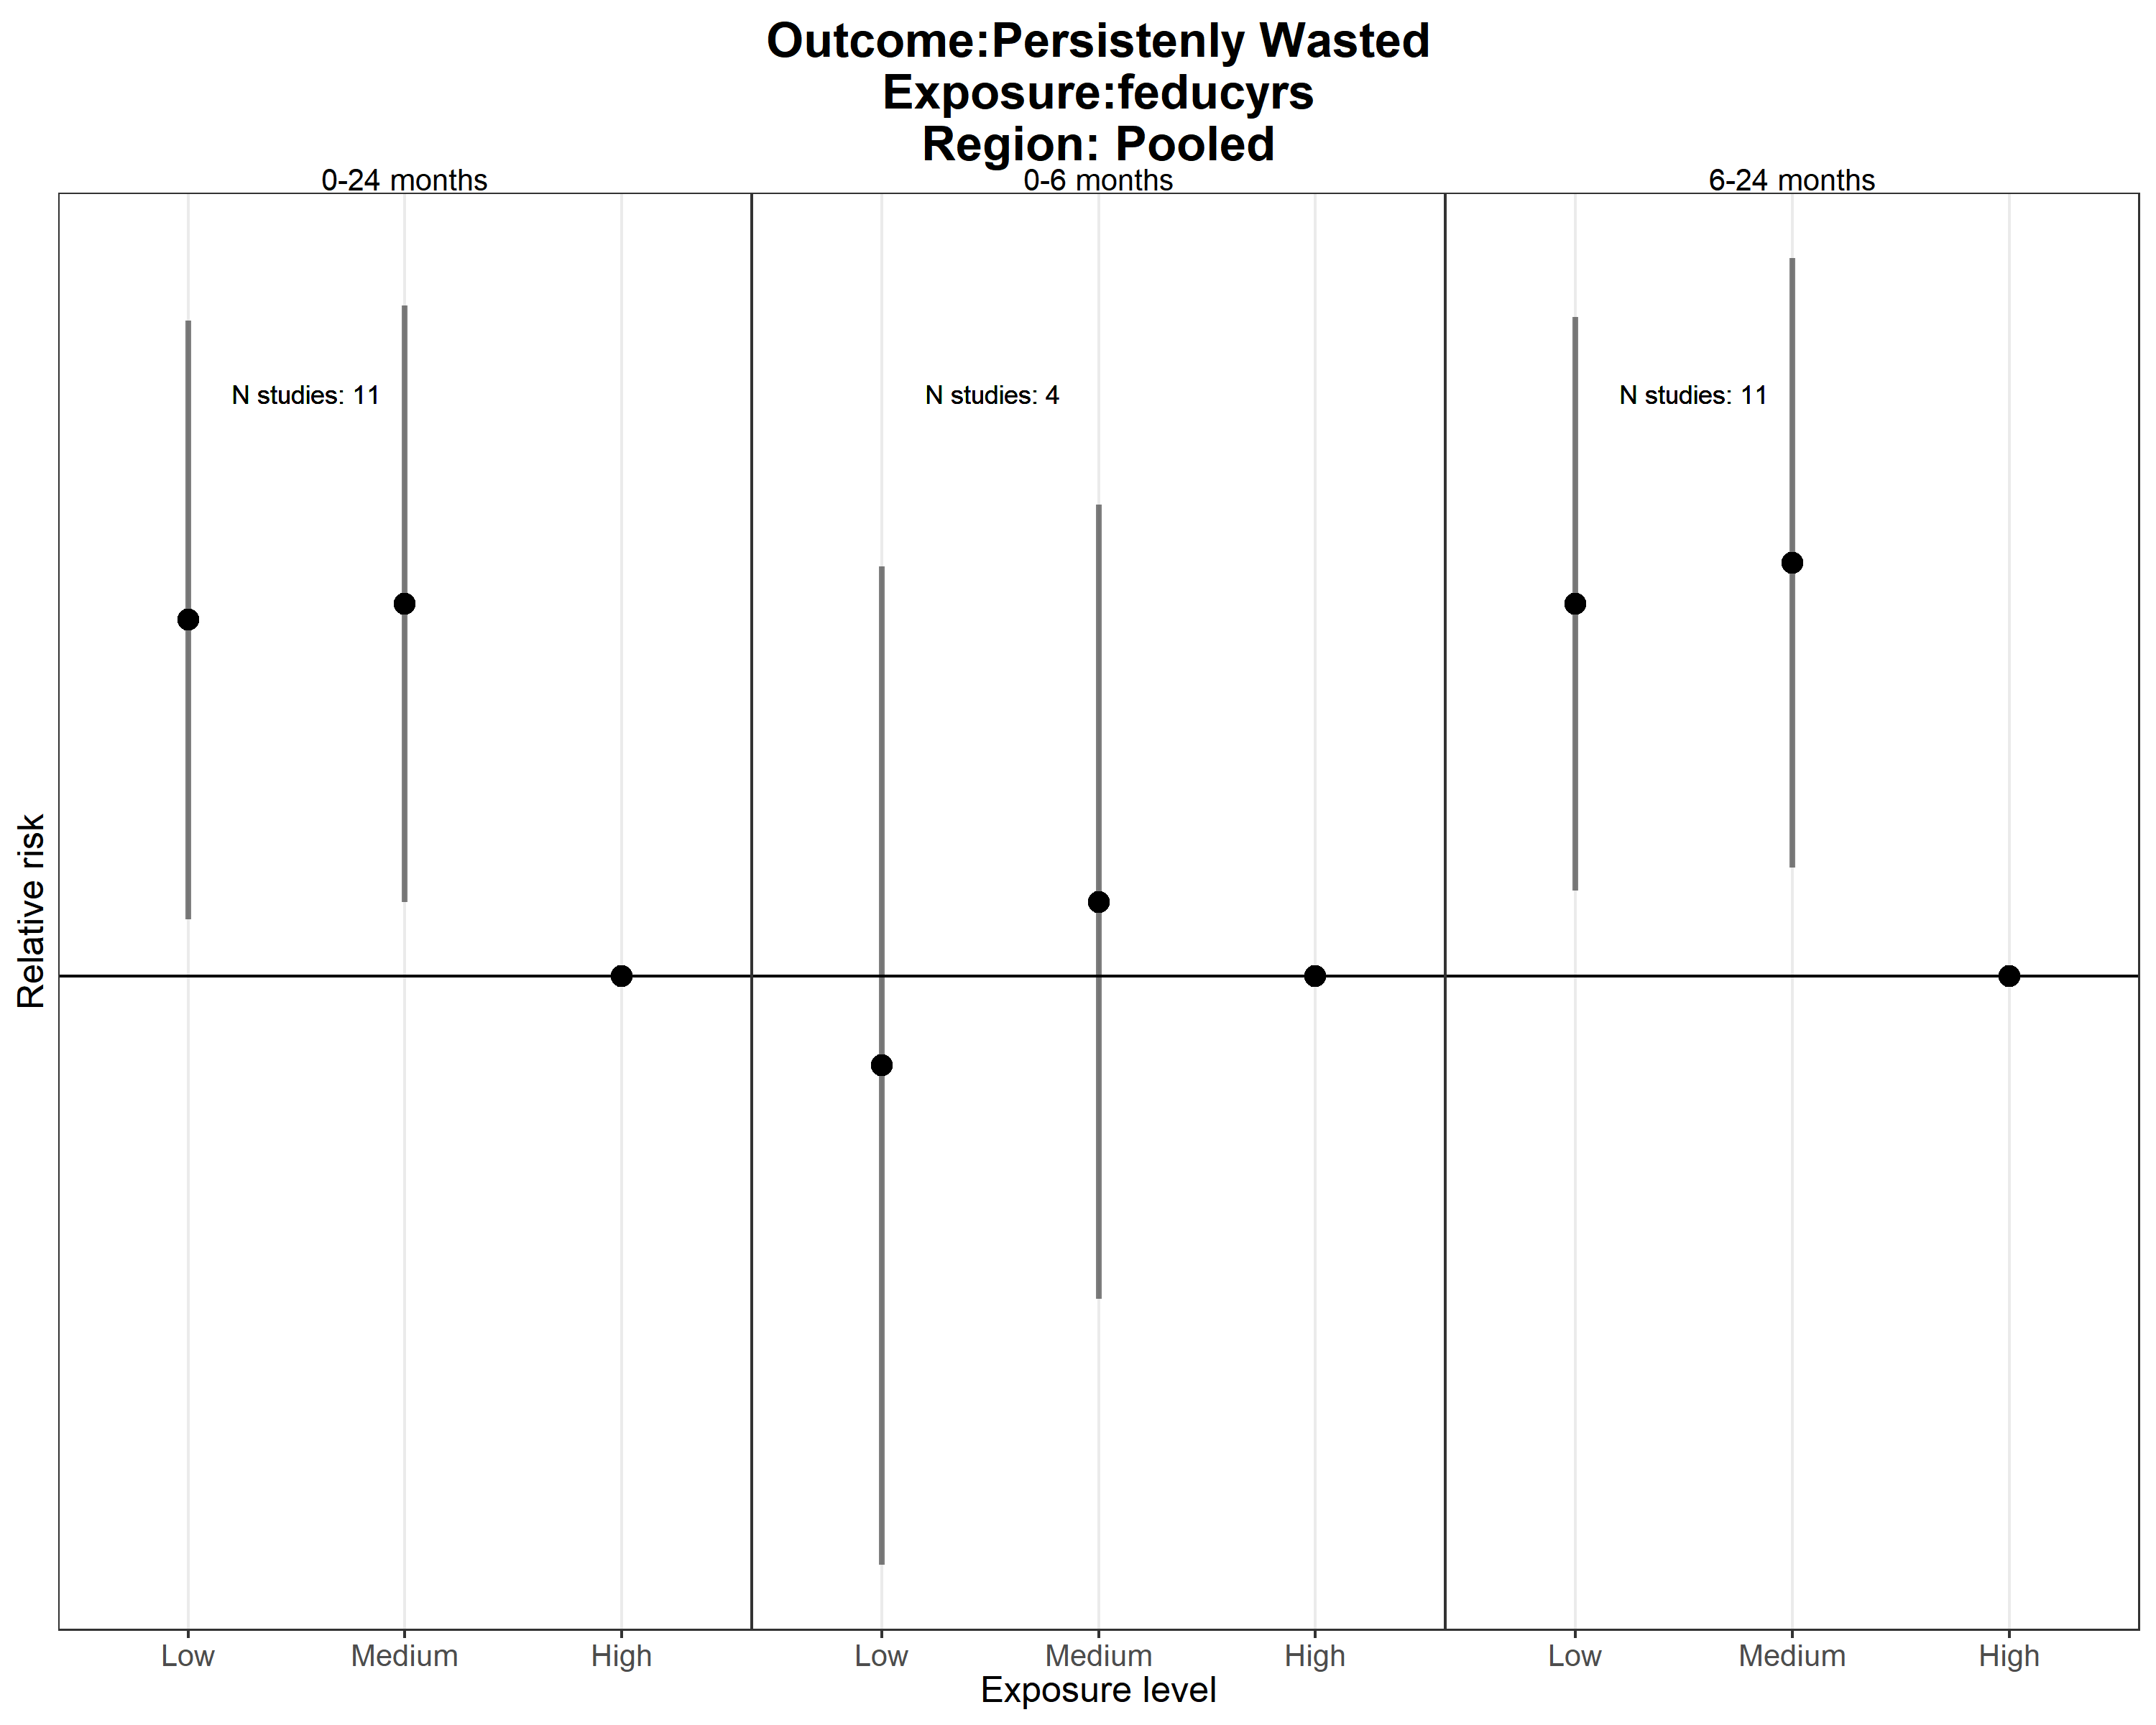 Outcome:Persistenly Wasted
Exposure:feducyrs
Region: Pooled
0-24 months
0-6 months
6-24 months
N studies: 11
N studies: 4
N studies: 11
Relative risk
Low
Medium
High
Low
Medium
High
Low
Medium
High
Exposure level